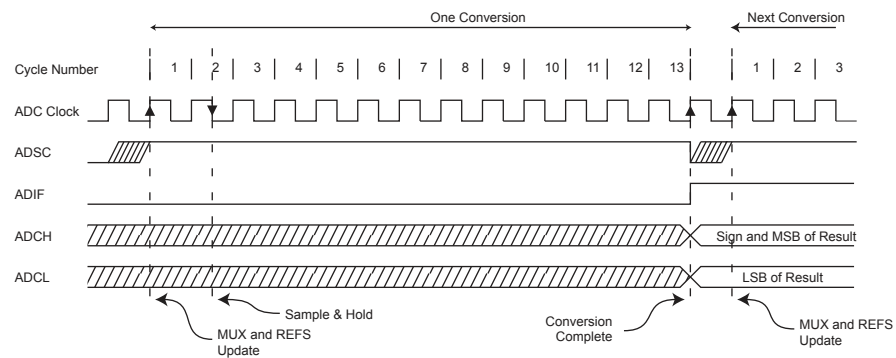 One Conversion
Next Conversion
Cycle Number
1 2 3 4 5 6 7 8 9 10 11 12 13 1 2 3
ADC Clock
ADSC
ADIF
ADCH
Sign and MSB of Result
ADCL
LSB of Result
Sample & Hold
MUX and REFS
Update
Conversion
Complete
MUX and REFS
Update